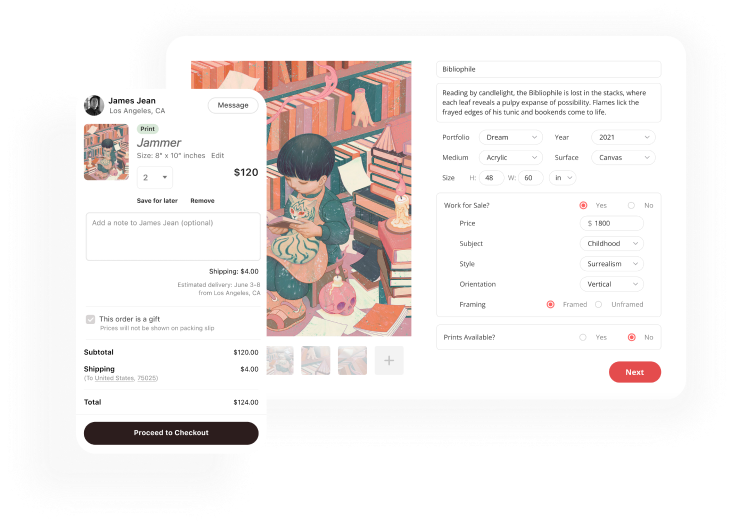 James Jean
Los Angeles, CA
Message
Print
Jammer
Size: 8" x 10" inches Edit
2
$120
Save for later Remove
Add a note to James Jean (optional)
Shipping: $4.00
Estimated delivery: June 3-8
from Los Angeles, CA
This order is a gift
Prices will not be shown on packing slip
Subtotal $120.00
Shipping $4.00
(To United States, 75025)
Total $124.00
Proceed to Checkout
Bibliophile
Reading by candlelight, the Bibliophile is lost in the stacks, where
each leaf reveals a pulpy expanse of possibility. Flames lick the
frayed edges of his tunic and bookends come to life.
Portfolio Dream Year 2021
Medium Acrylic Surface Canvas
Size H: 48 W: 60 in
Work for Sale? Yes No
Price $ 1800
Subject Childhood
Style Surrealism
Orientation Vertical
Framing Framed Unframed
Prints Available? Yes No
Next